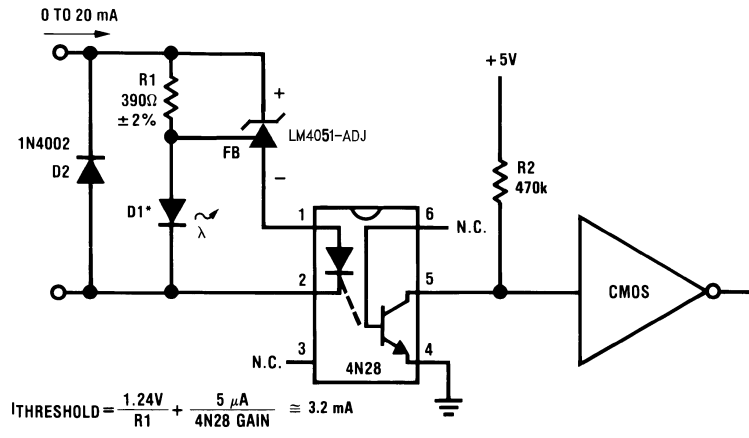 0 TO 20 mA
R1
390Ω
±2%
+
LM4051-ADJ
FB
−
1N4002
D2
D1*
λ
+5V
R2
470k
1
6
N.C.
2
5
3
N.C.
4
4N28
CMOS
ITHRESHOLD = 1.24V / R1 + 5 μA / 4N28 GAIN ≅ 3.2 mA